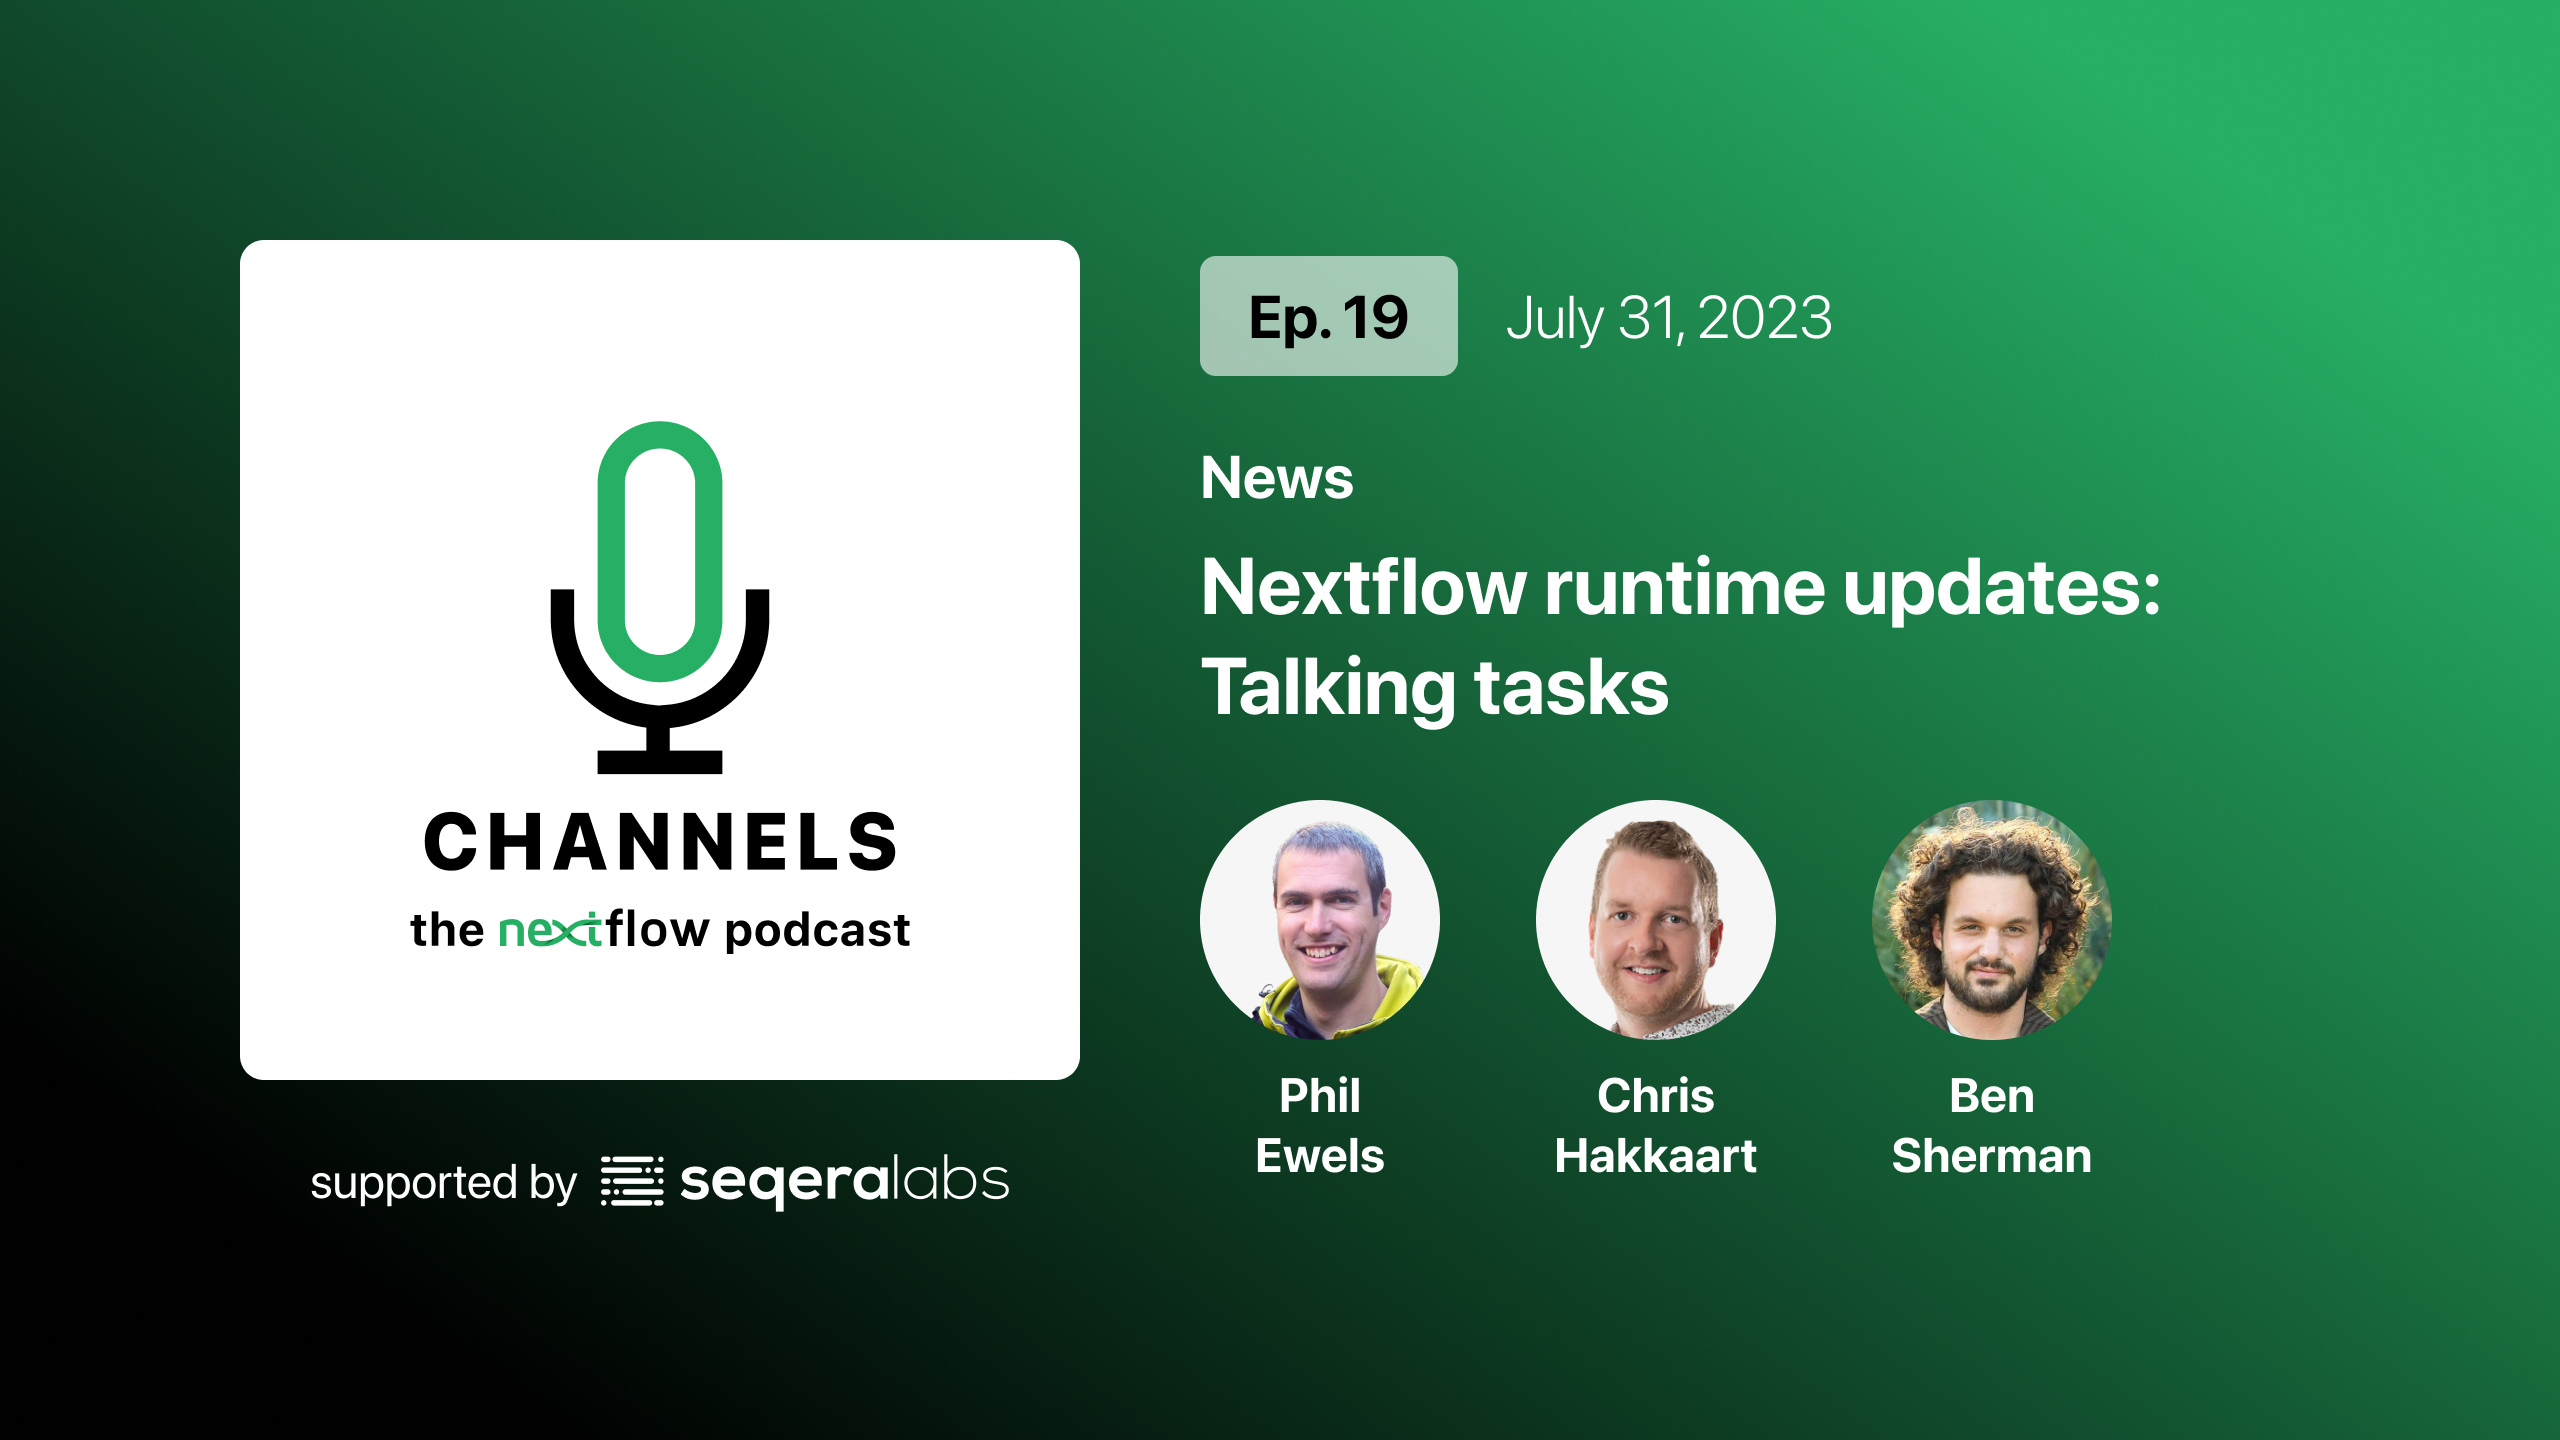 CHANNELS
the nextflow podcast
supported by seqeralabs
Ep. 19
July 31, 2023
News
Nextflow runtime updates:
Talking tasks
Phil
Ewels
Chris
Hakkaart
Ben
Sherman